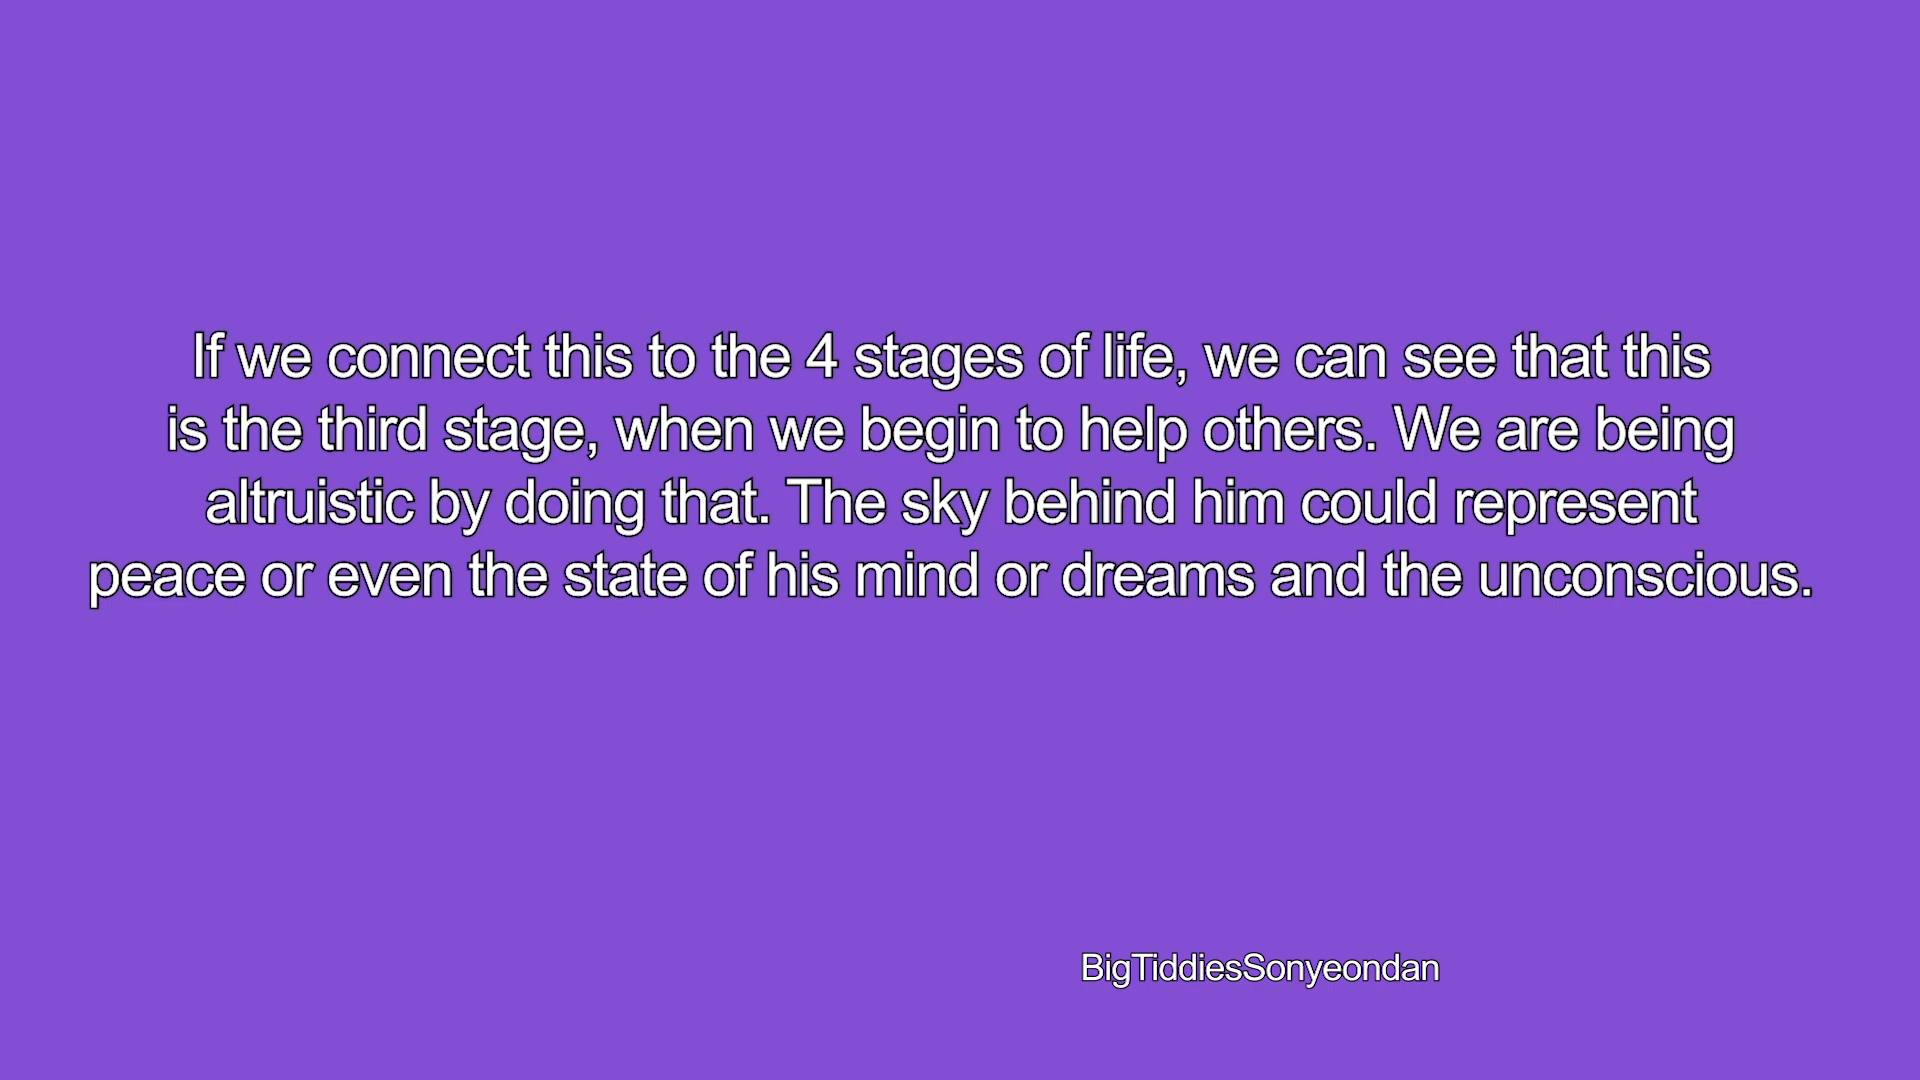 If we connect this to the 4 stages of life, we can see that this
is the third stage, when we begin to help others. We are being
altruistic by doing that. The sky behind him could represent
peace or even the state of his mind or dreams and the unconscious.
BigTiddiesSonyeondan